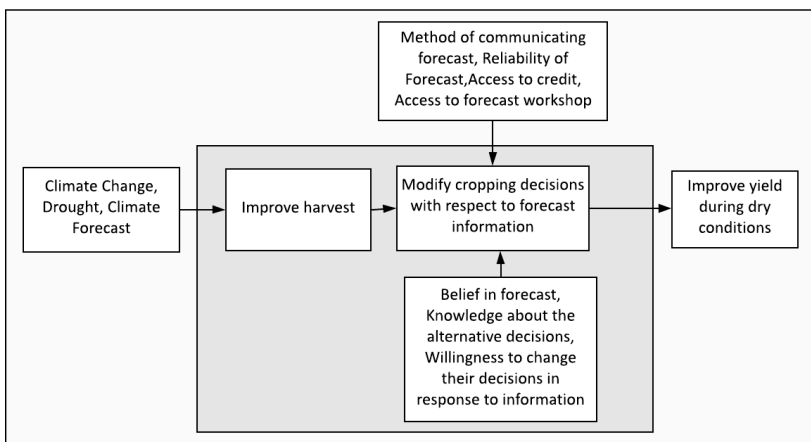 Method of communicating
forecast, Reliability of
Forecast,Access to credit,
Access to forecast workshop
Climate Change,
Drought, Climate
Forecast
Improve harvest
Modify cropping decisions
with respect to forecast
information
Improve yield
during dry
conditions
Belief in forecast,
Knowledge about the
alternative decisions,
Willingness to change
their decisions in
response to information